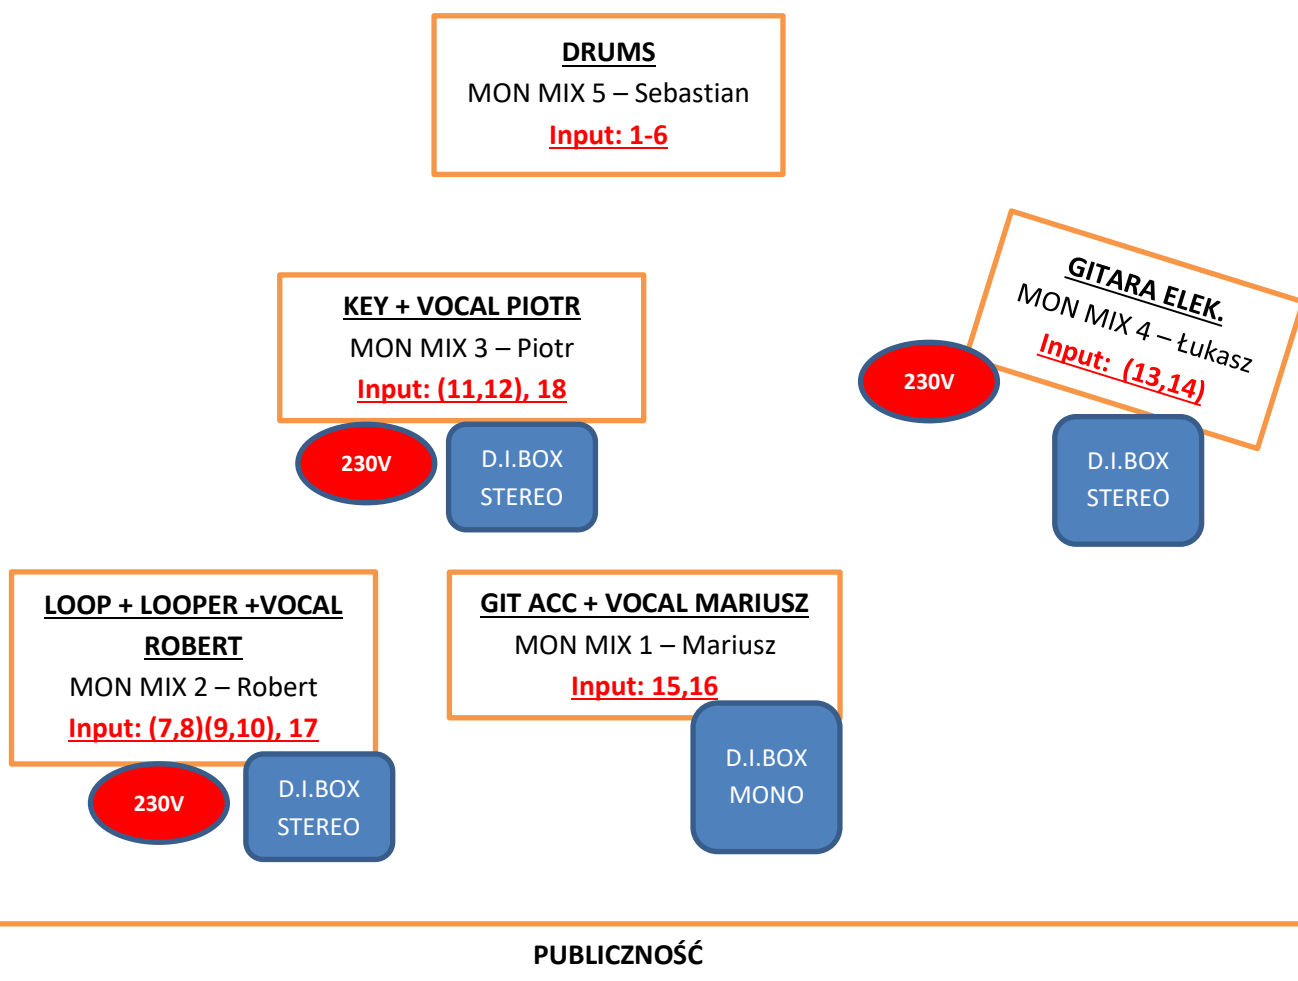 DRUMS
MON MIX 5 – Sebastian
Input: 1-6
GITARA ELEK.
MON MIX 4 – Łukasz
Input: (13,14)
230V
D.I.BOX
STEREO
KEY + VOCAL PIOTR
MON MIX 3 – Piotr
Input: (11,12), 18
230V
D.I.BOX
STEREO
LOOP + LOOPER +VOCAL
ROBERT
MON MIX 2 – Robert
Input: (7,8)(9,10), 17
230V
D.I.BOX
STEREO
GIT ACC + VOCAL MARIUSZ
MON MIX 1 – Mariusz
Input: 15,16
D.I.BOX
MONO
PUBLICZNOŚĆ